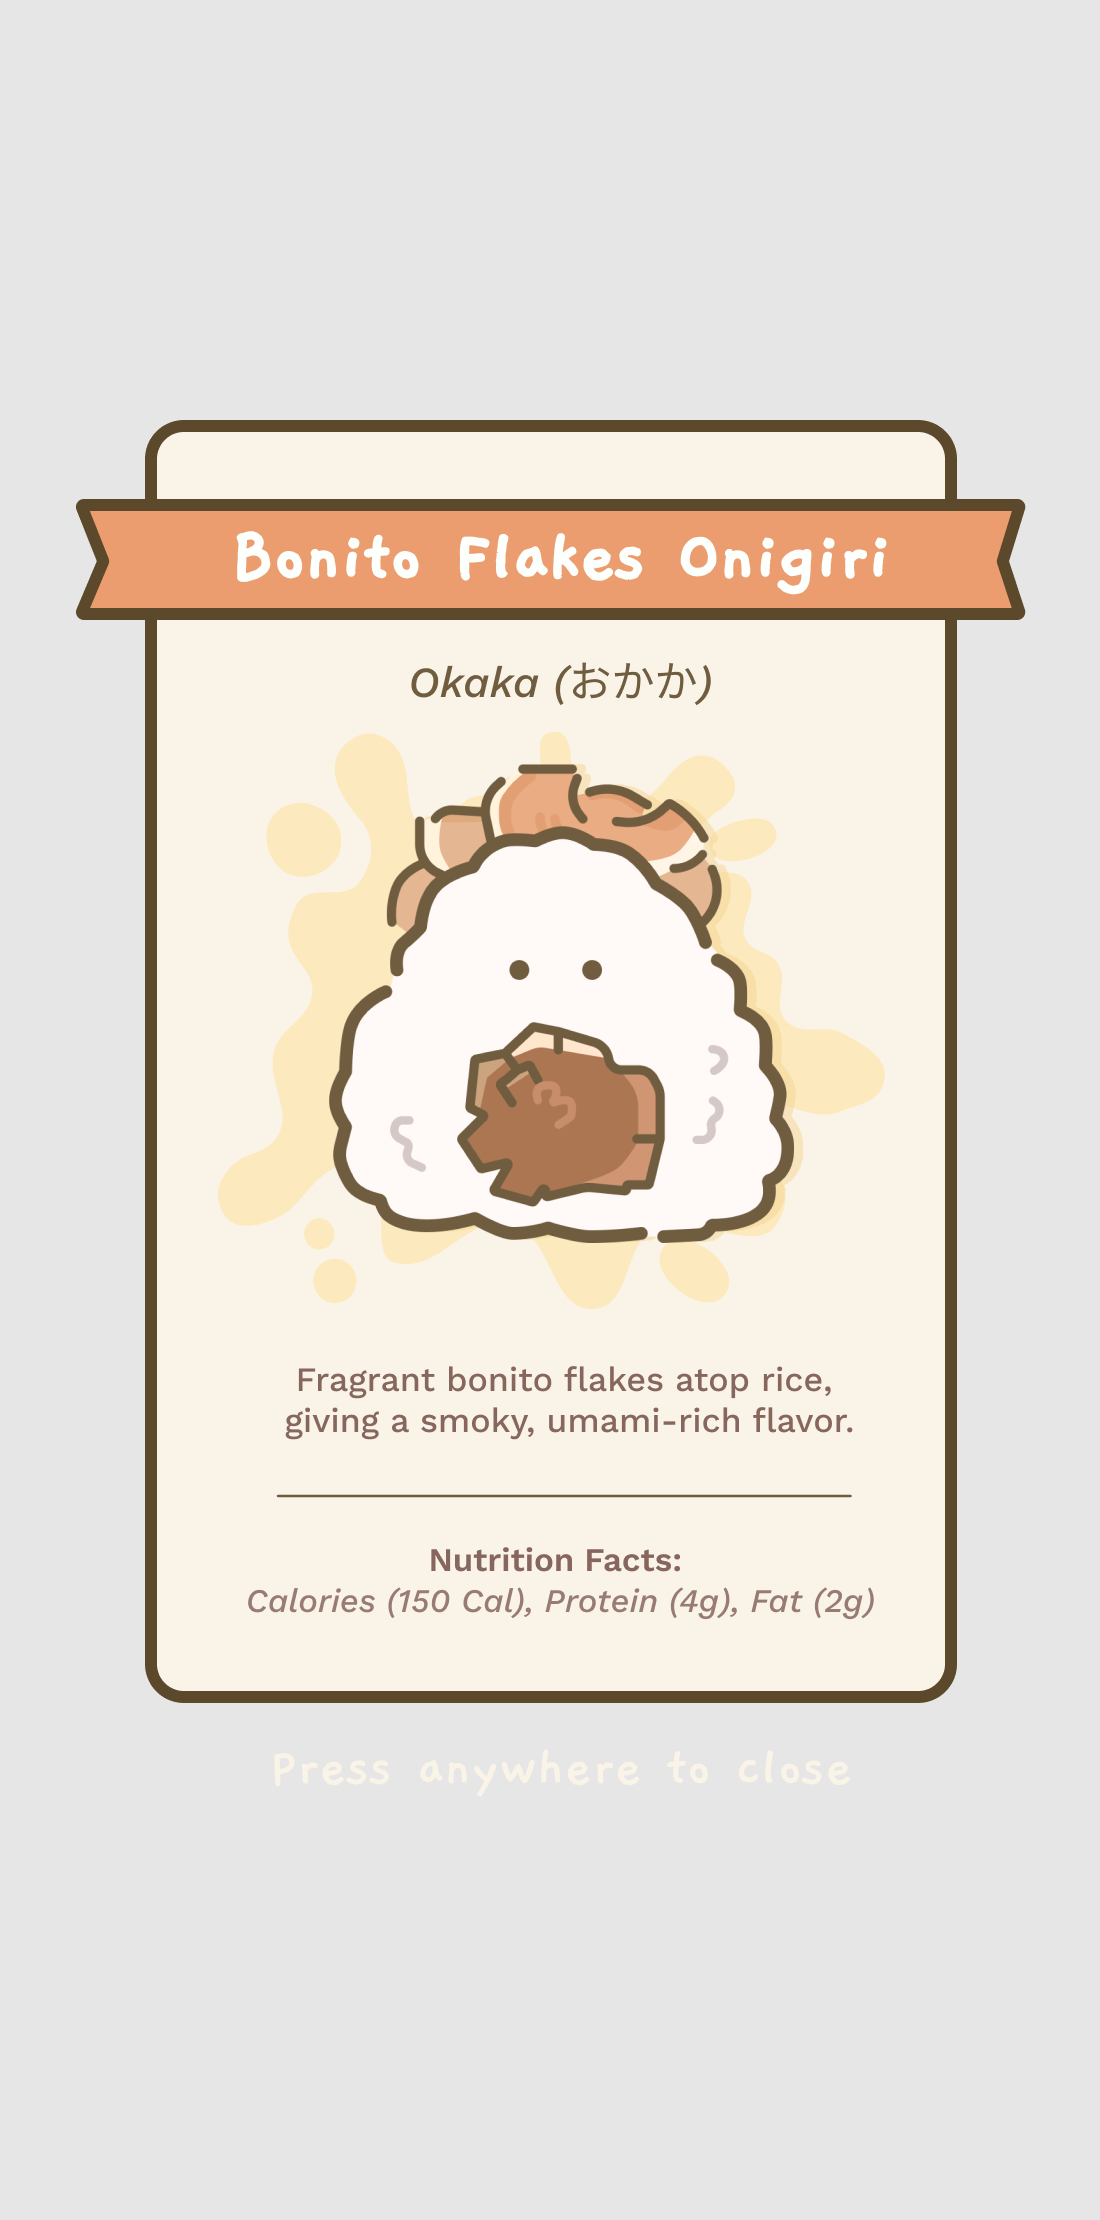 Bonito Flakes Onigiri
Okaka (おかか)
Fragrant bonito flakes atop rice,
giving a smoky, umami-rich flavor.
Nutrition Facts:
Calories (150 Cal), Protein (4g), Fat (2g)
Press anywhere to close